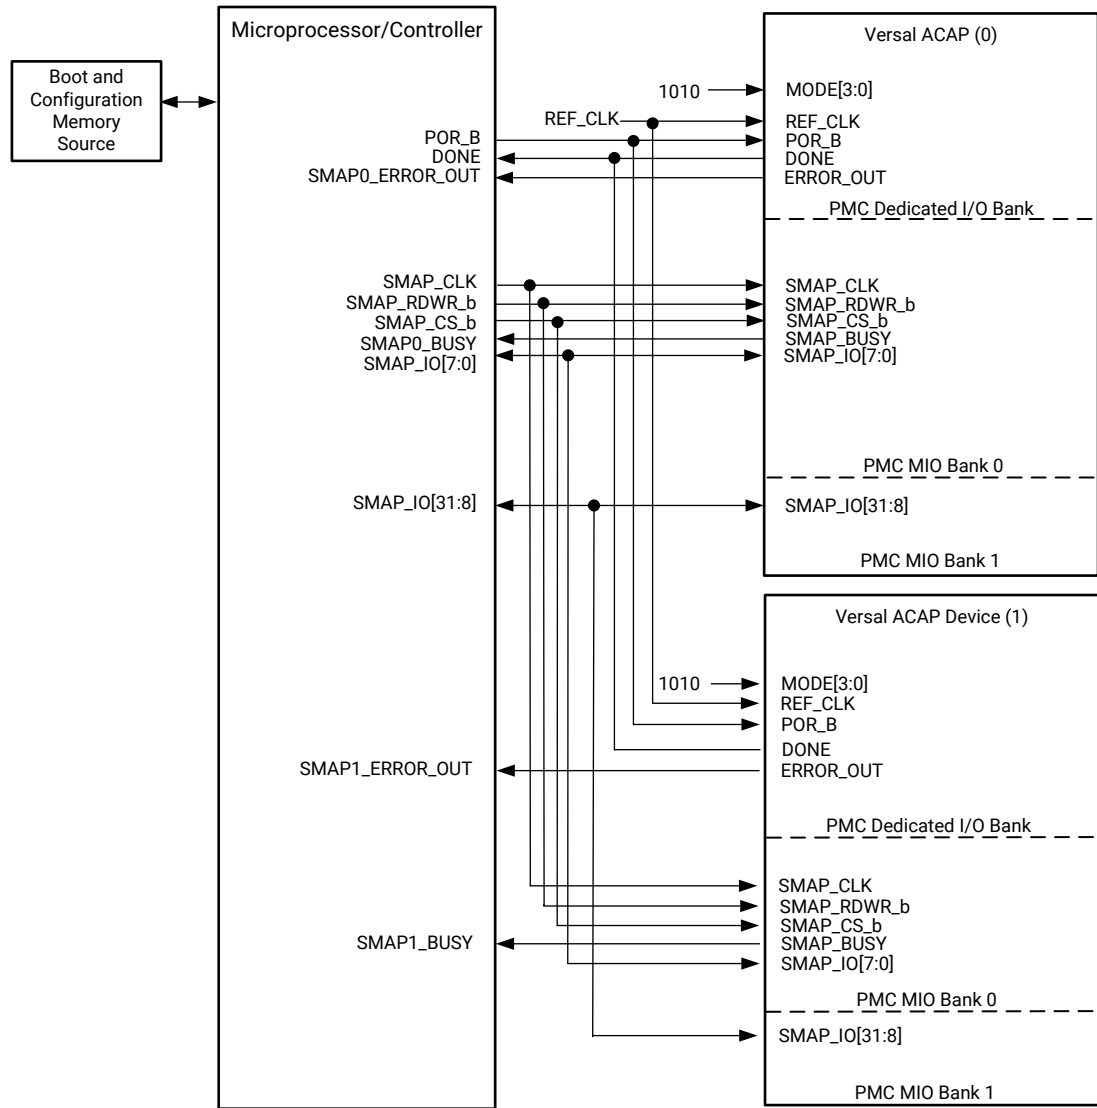 Boot and
Configuration
Memory
Source
Microprocessor/Controller
POR_B
DONE
SMAP0_ERROR_OUT
SMAP_CLK
SMAP_RDWR_b
SMAP_CS_b
SMAP0_BUSY
SMAP_IO[7:0]
SMAP_IO[31:8]
SMAP1_ERROR_OUT
SMAP1_BUSY
1010
REF_CLK
Versal ACAP (0)
MODE[3:0]
REF_CLK
POR_B
DONE
ERROR_OUT
PMC Dedicated I/O Bank
SMAP_CLK
SMAP_RDWR_b
SMAP_CS_b
SMAP_BUSY
SMAP_IO[7:0]
PMC MIO Bank 0
SMAP_IO[31:8]
PMC MIO Bank 1
Versal ACAP Device (1)
1010
MODE[3:0]
REF_CLK
POR_B
DONE
ERROR_OUT
PMC Dedicated I/O Bank
SMAP_CLK
SMAP_RDWR_b
SMAP_CS_b
SMAP_BUSY
SMAP_IO[7:0]
PMC MIO Bank 0
SMAP_IO[31:8]
PMC MIO Bank 1